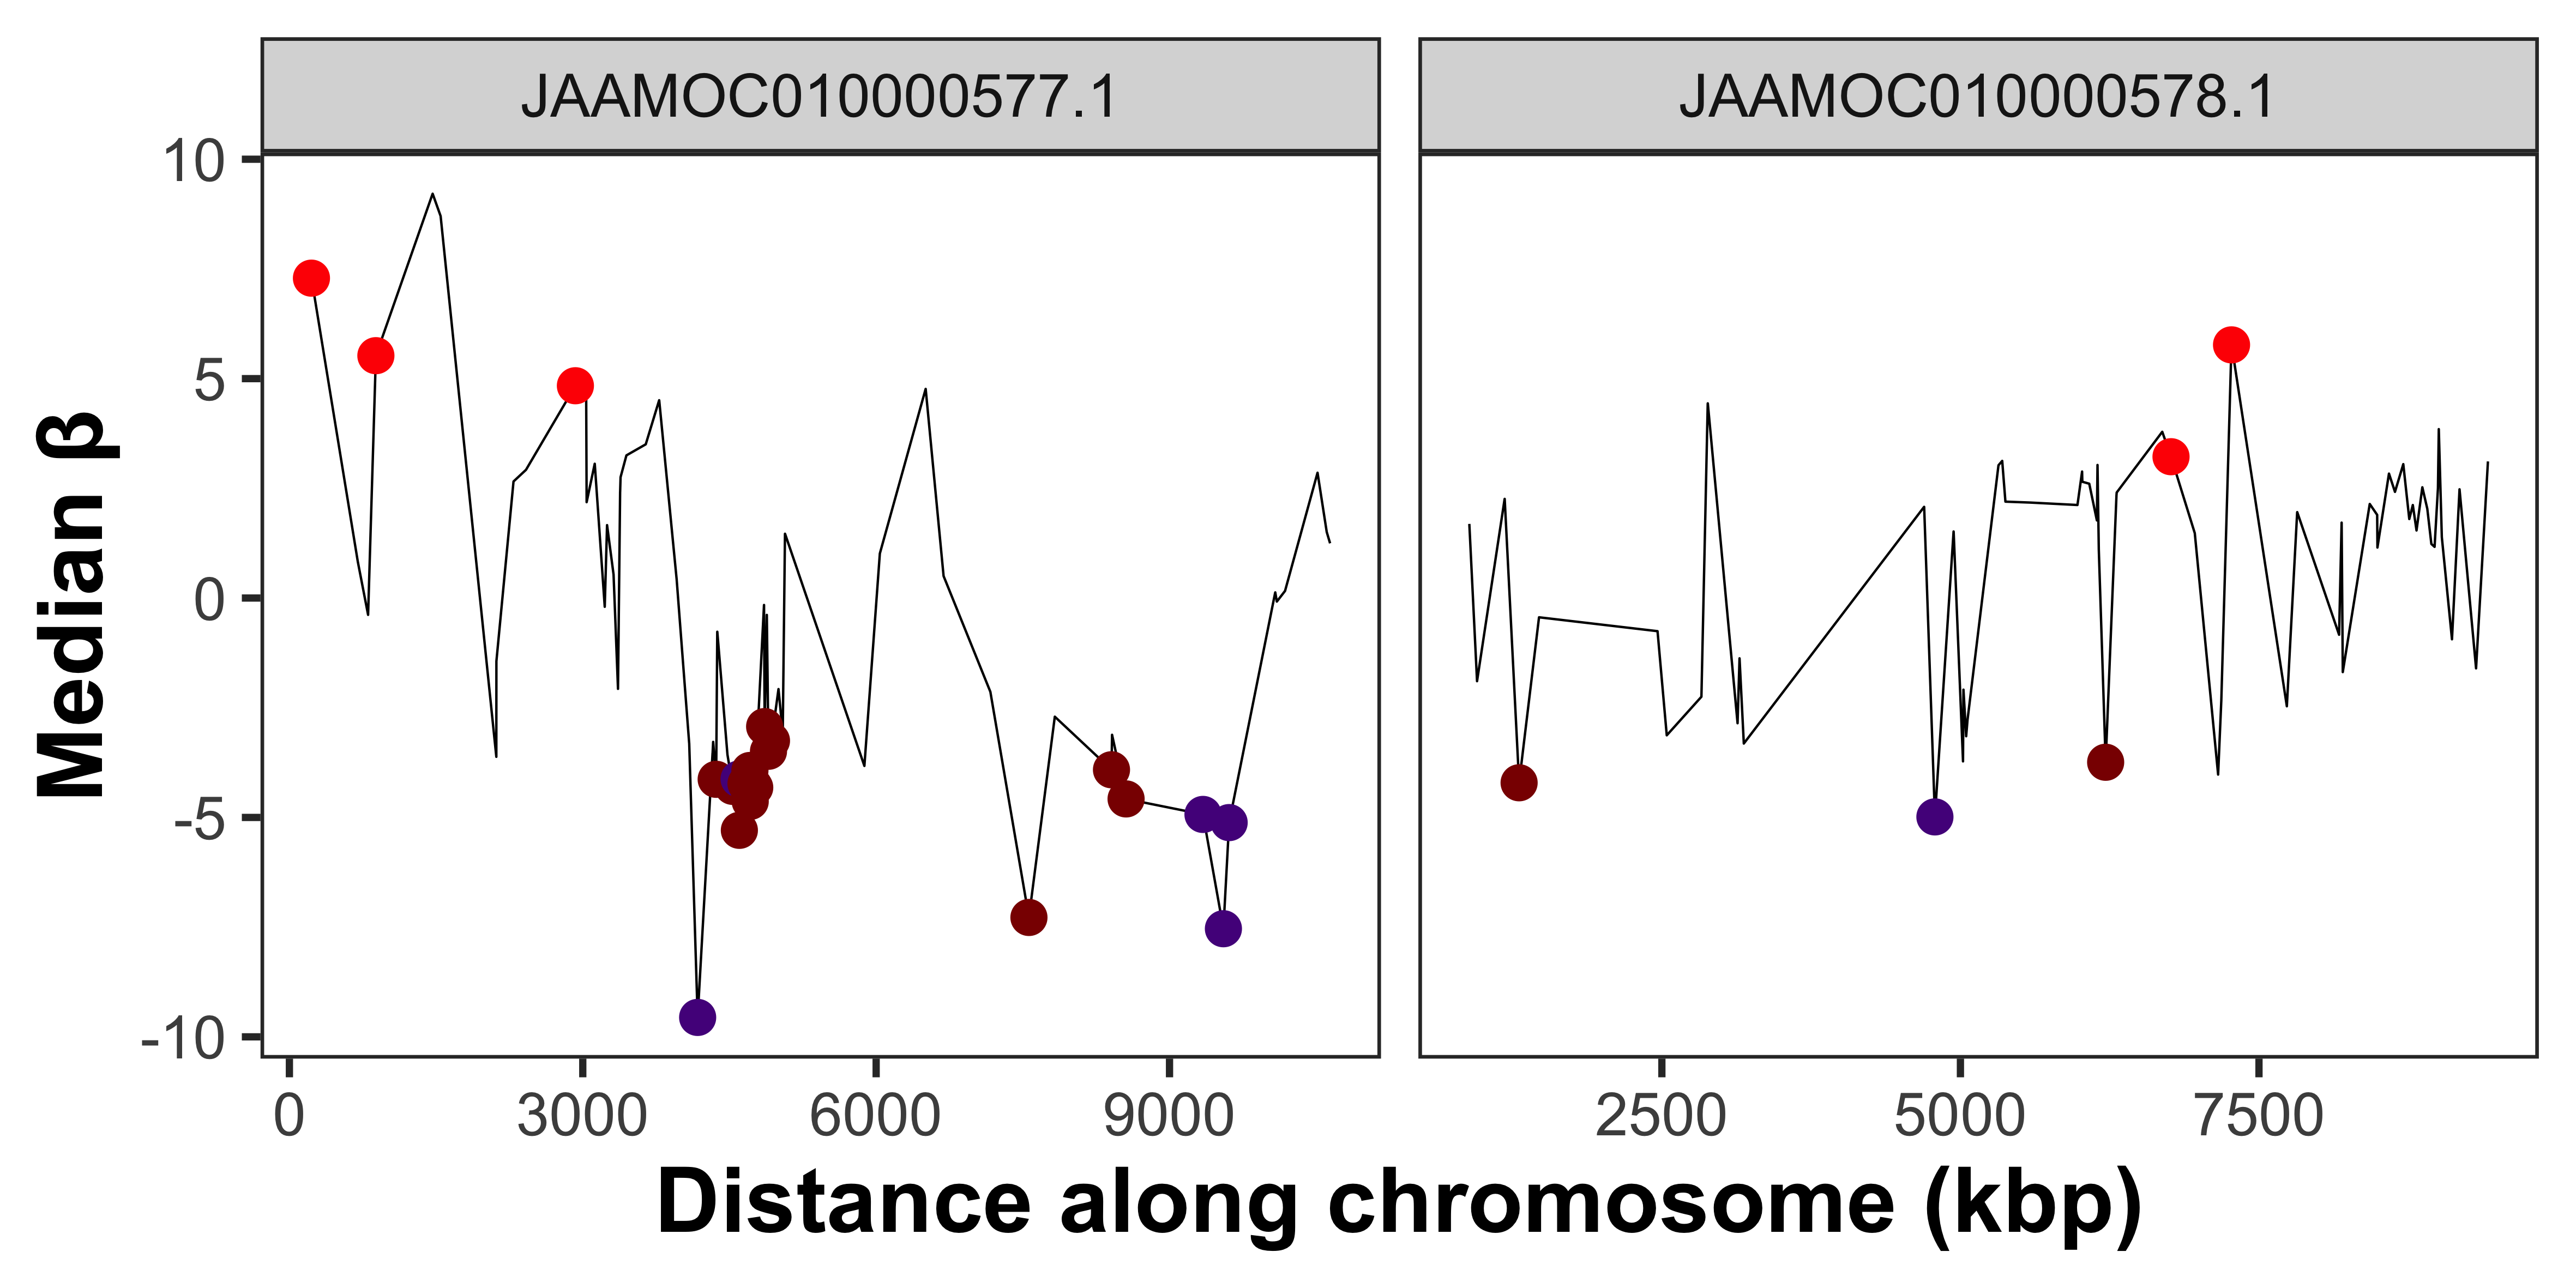 JAAMOC010000577.1 JAAMOC010000578.1
Median β
10
5
0
-5
-10
0 3000 6000 9000 2500 5000 7500
Distance along chromosome (kbp)